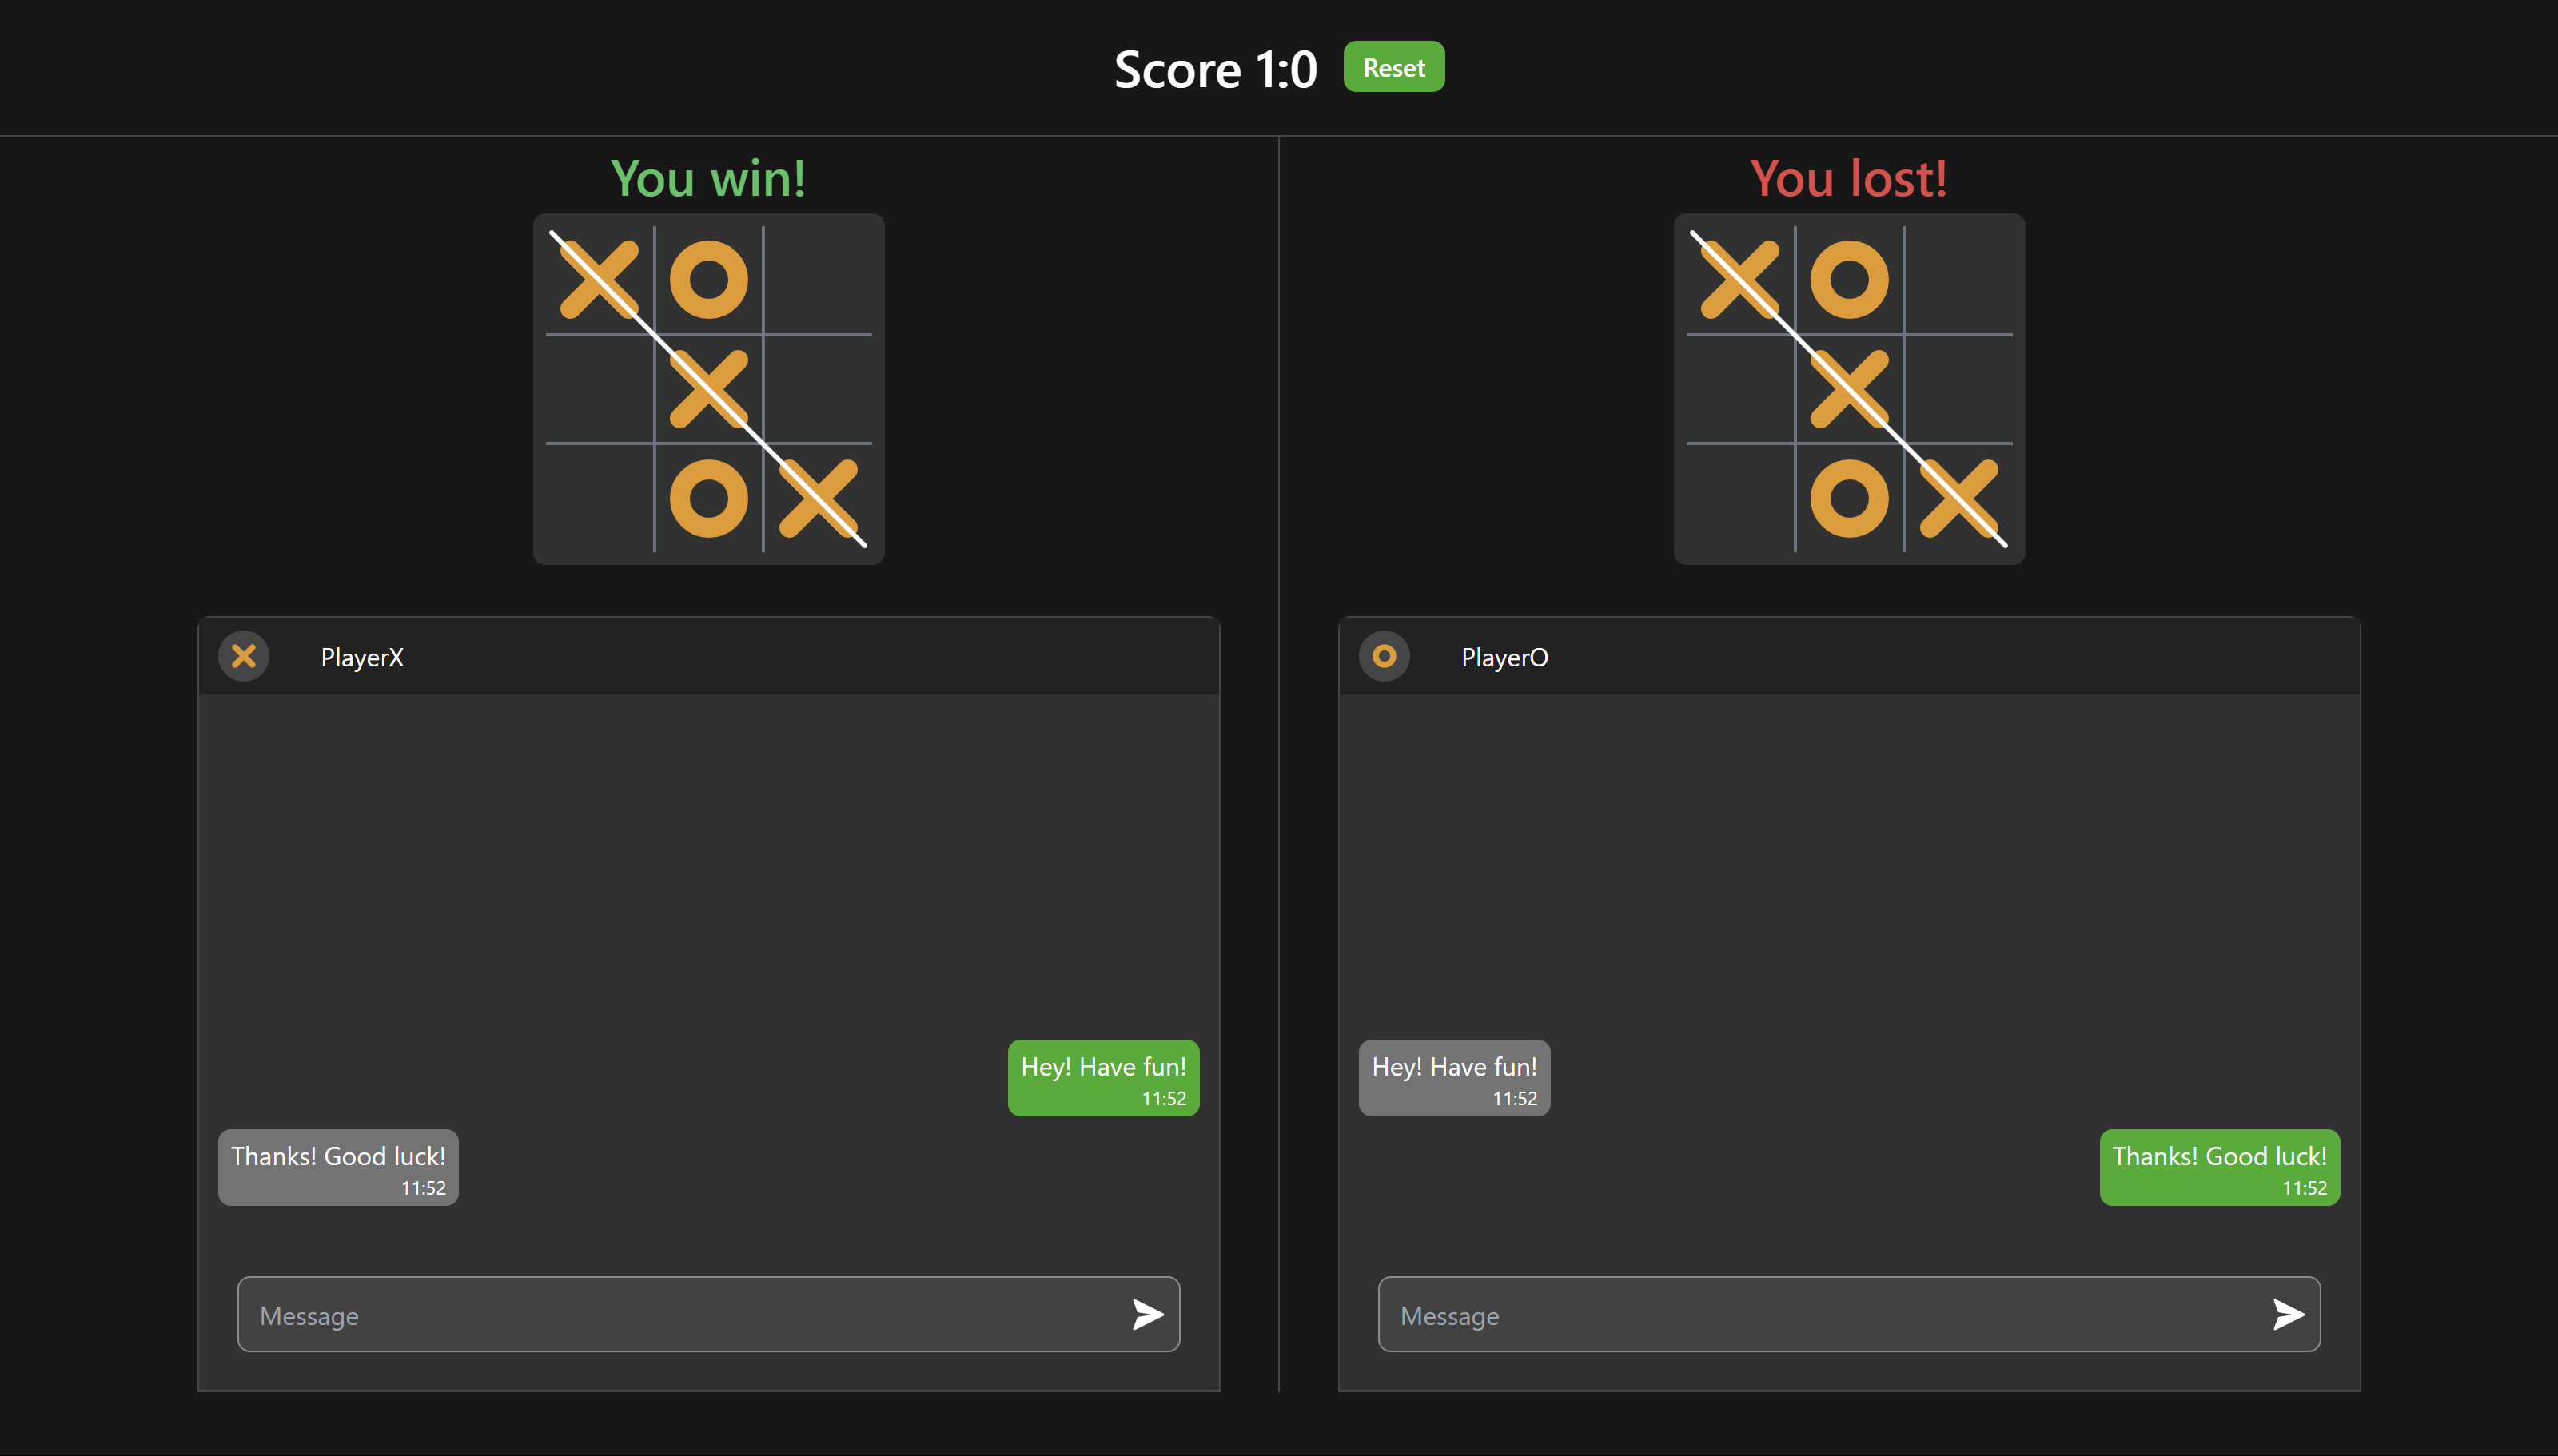 Score 1:0
Reset
You win!
PlayerX
Hey! Have fun!
11:52
Thanks! Good luck!
11:52
Message
You lost!
PlayerO
Hey! Have fun!
11:52
Thanks! Good luck!
11:52
Message